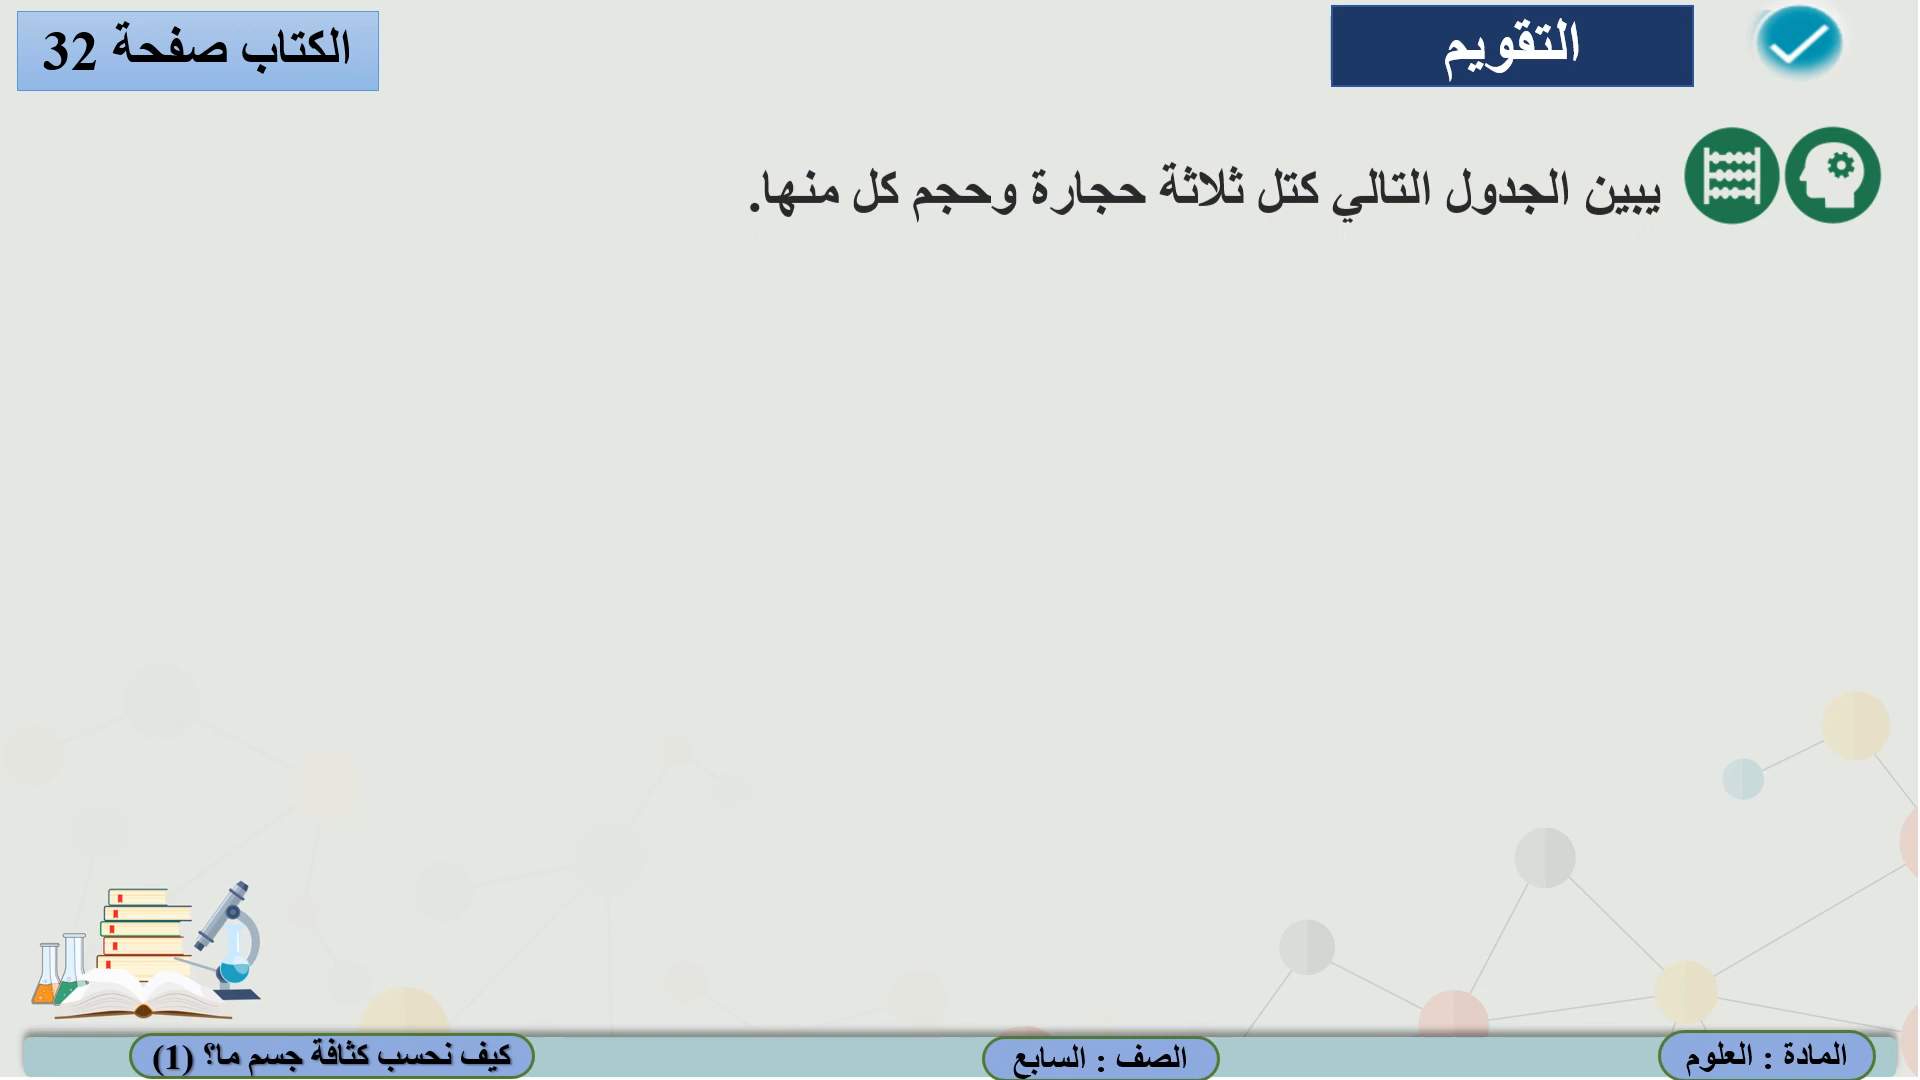 التقويم
الكتاب صفحة 32
يبين الجدول التالي كتل ثلاثة حجارة وحجم كل منها.
المادة : العلوم
الصف : السابع
كيف نحسب كثافة جسم ما؟ (1)